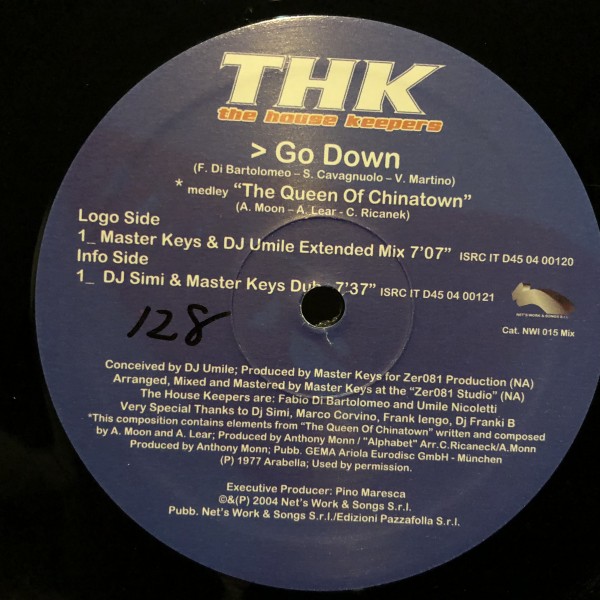 THK
the house keepers
> Go Down
(F. Di Bartolomeo – S. Cavagnuolo – V. Martino)
* medley "The Queen Of Chinatown"
(A. Moon – A. Lear - C. Ricanek)
Logo Side
1_ Master Keys & DJ Umile Extended Mix 7'07" ISRC IT D45 04 00120
Info Side
1_ DJ Simi & Master Keys Dub 7'37" ISRC IT D45 04 00121
128
NET'S WORK & SONGS S.r.l.
Cat. NWI 015 Mix
Conceived by DJ Umile; Produced by Master Keys for Zer081 Production (NA)
Arranged, Mixed and Mastered by Master Keys at the "Zer081 Studio" (NA)
The House Keepers are: Fabio Di Bartolomeo and Umile Nicoletti
Very Special Thanks to Dj Simi, Marco Corvino, Frank Iengo, Dj Franki B
*This composition contains elements from "The Queen Of Chinatown" written and composed
by A. Moon and A. Lear; Produced by Anthony Monn / "Alphabet" Arr.C.Ricaneck/A.Monn
Produced by Anthony Monn; Pubb. GEMA Ariola Eurodisc GmbH - München
(P) 1977 Arabella; Used by permission.
Executive Producer: Pino Maresca
©&(P) 2004 Net's Work & Songs S.r.l.
Pubb. Net's Work & Songs S.r.l./Edizioni Pazzafolla S.r.l.